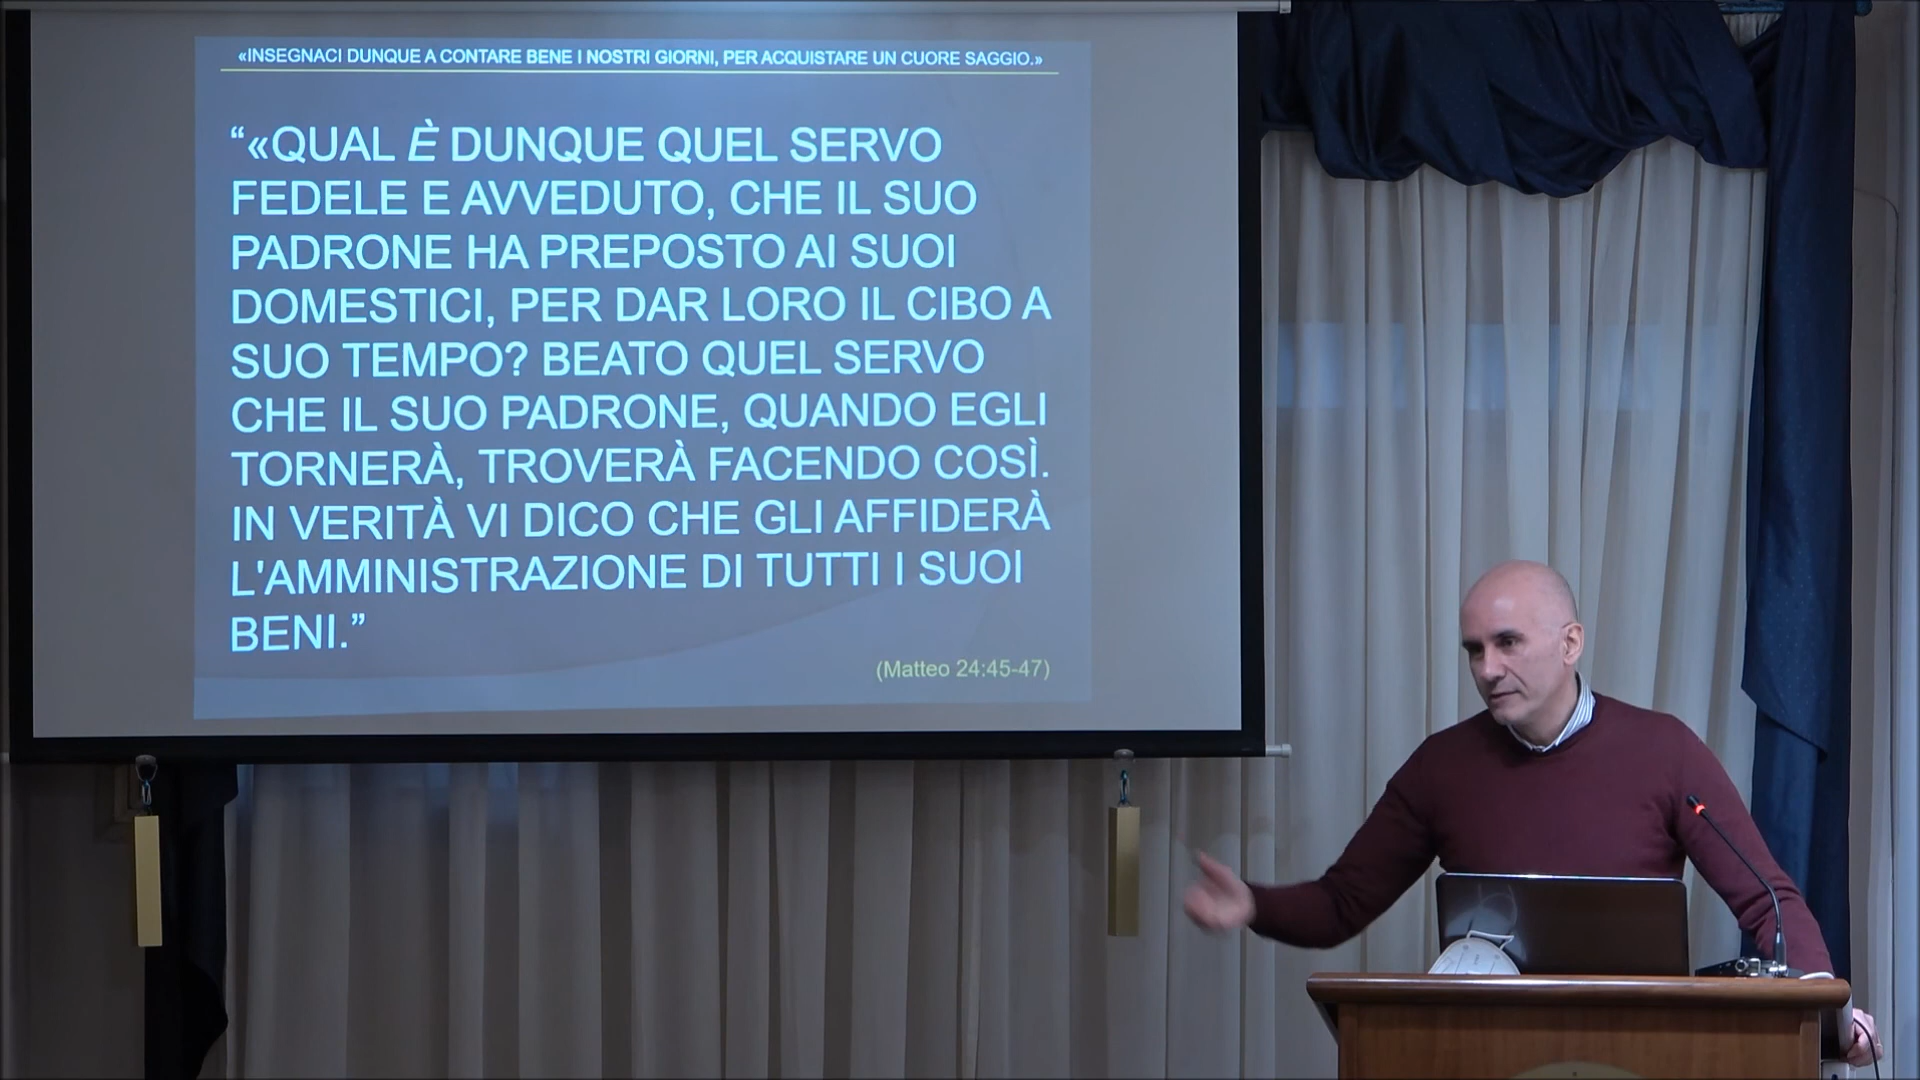 «INSEGNACI DUNQUE A CONTARE BENE I NOSTRI GIORNI, PER ACQUISTARE UN CUORE SAGGIO.»
“«QUAL È DUNQUE QUEL SERVO
FEDELE E AVVEDUTO, CHE IL SUO
PADRONE HA PREPOSTO AI SUOI
DOMESTICI, PER DAR LORO IL CIBO A
SUO TEMPO? BEATO QUEL SERVO
CHE IL SUO PADRONE, QUANDO EGLI
TORNERÀ, TROVERÀ FACENDO COSÌ.
IN VERITÀ VI DICO CHE GLI AFFIDERÀ
L'AMMINISTRAZIONE DI TUTTI I SUOI
BENI.”
(Matteo 24:45-47)